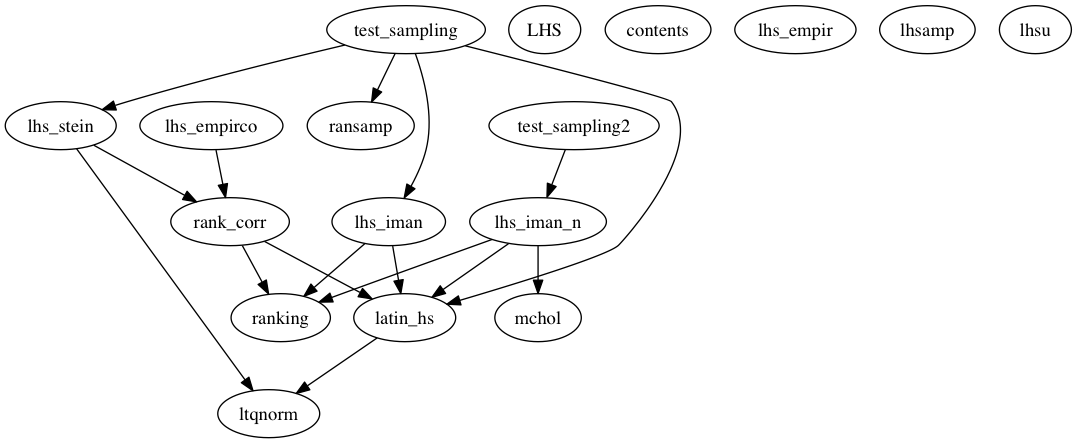 test_sampling
LHS
contents
lhs_empir
lhsamp
lhsu
lhs_stein
lhs_empirco
ransamp
test_sampling2
rank_corr
lhs_iman
lhs_iman_n
ranking
latin_hs
mchol
ltqnorm